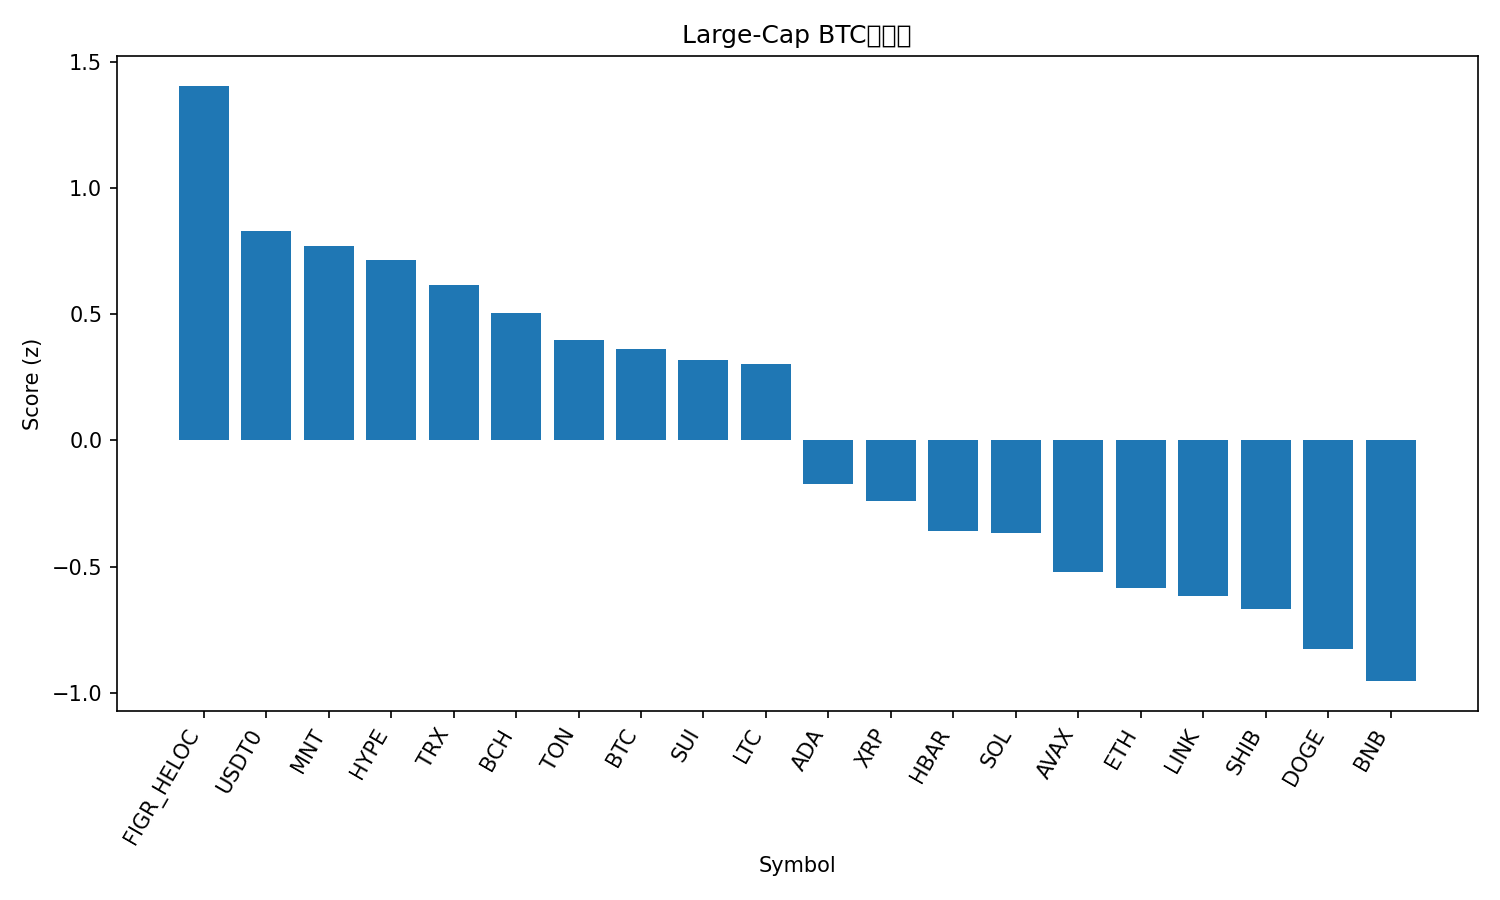 Large-Cap BTC
1.5
1.0
0.5
0.0
−0.5
−1.0
Score (z)
FIGR_HELOC
USDT0
MNT
HYPE
TRX
BCH
TON
BTC
SUI
LTC
ADA
XRP
HBAR
SOL
AVAX
ETH
LINK
SHIB
DOGE
BNB
Symbol